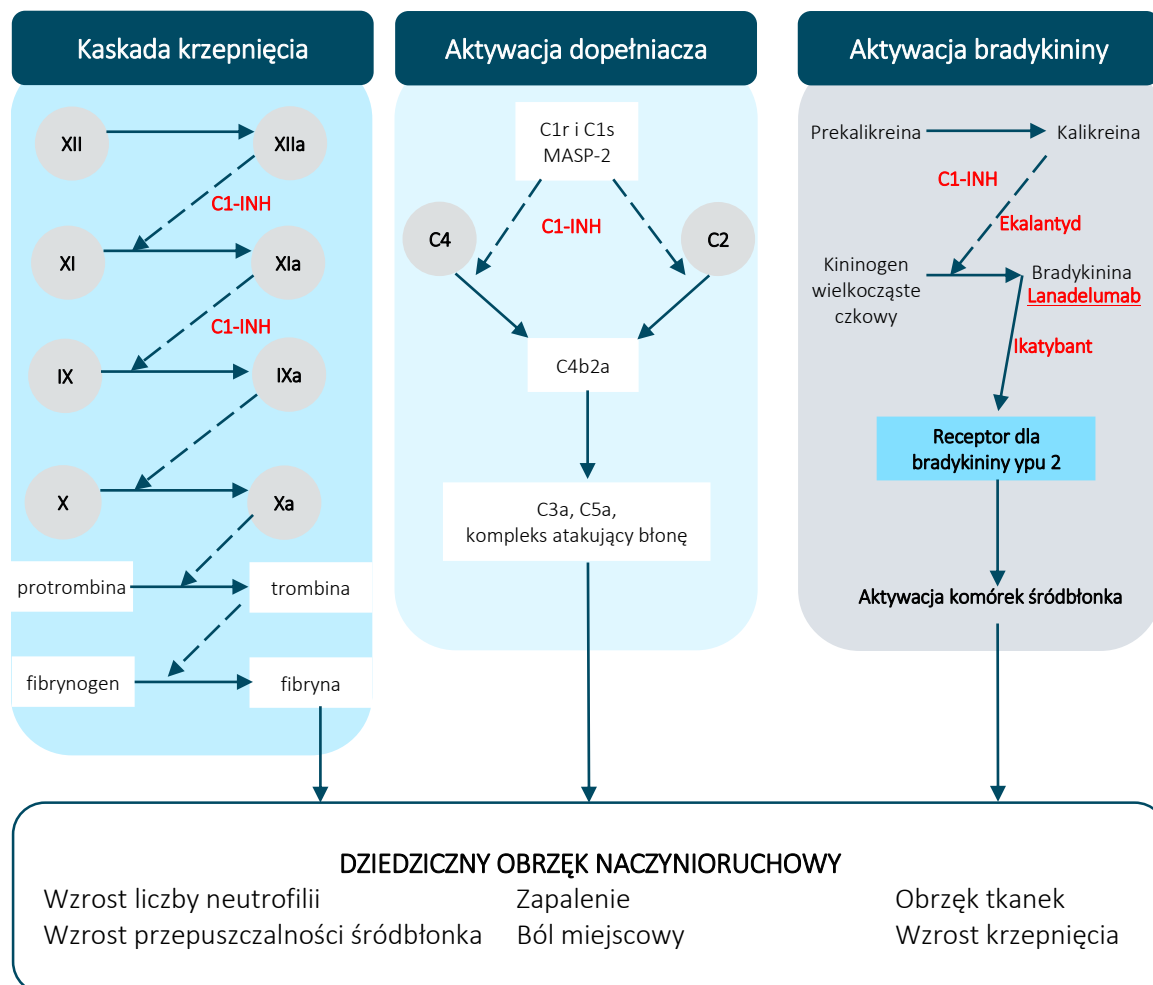 Kaskada krzepnięcia
XII
XIIa
C1-INH
XI
XIa
C1-INH
IX
IXa
X
Xa
protrombina
trombina
fibrynogen
fibryna
Aktywacja dopełniacza
C1r i C1s
MASP-2
C1-INH
C4
C2
C4b2a
C3a, C5a,
kompleks atakujący błonę
Aktywacja bradykininy
Prekalikreina
Kalikreina
C1-INH
Ekalantyd
Kininogen
wielkocząste
czkowy
Bradykinina
Lanadelumab
Ikatybant
Receptor dla
bradykininy ypu 2
Aktywacja komórek śródbłonka
DZIEDZICZNY OBRZĘK NACZYNIORUCHOWY
Wzrost liczby neutrofilii
Wzrost przepuszczalności śródbłonka
Zapalenie
Ból miejscowy
Obrzęk tkanek
Wzrost krzepnięcia